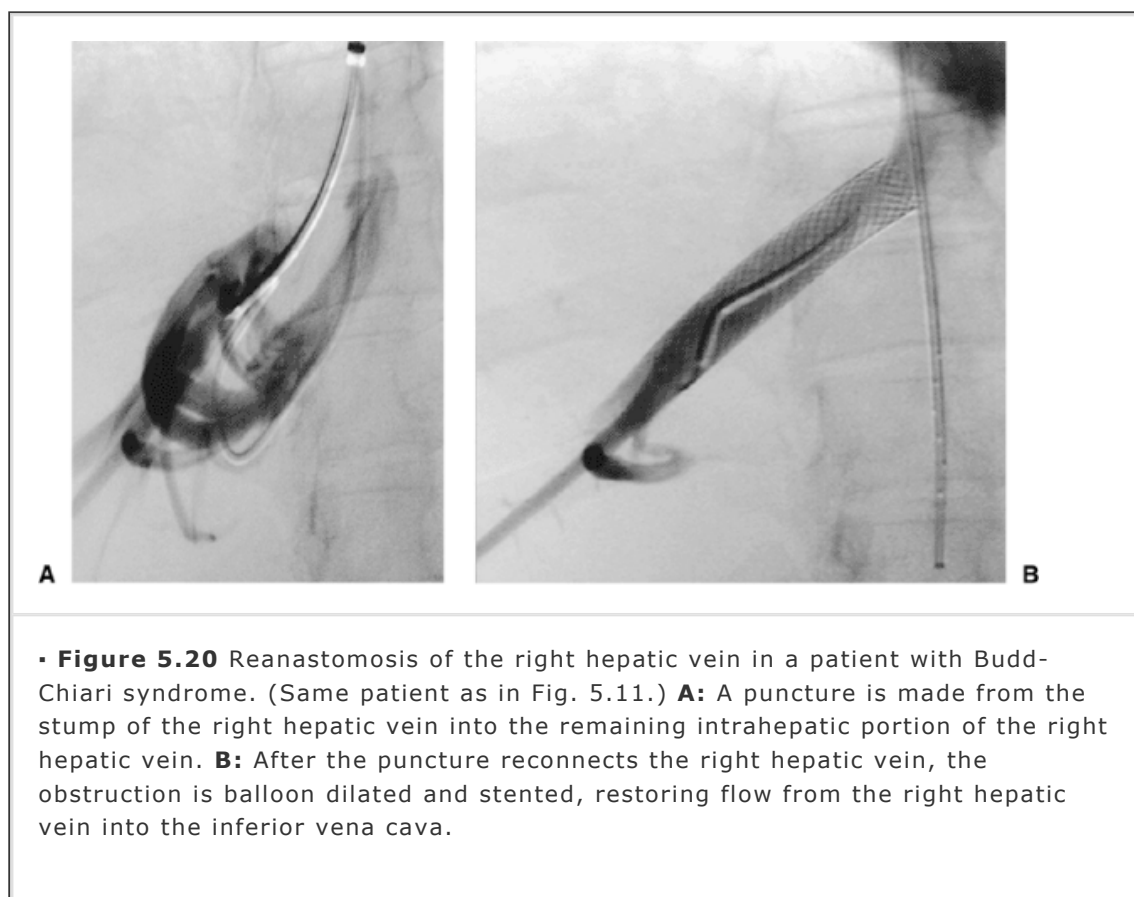 A
B
▪ Figure 5.20 Reanastomosis of the right hepatic vein in a patient with Budd-
Chiari syndrome. (Same patient as in Fig. 5.11.) A: A puncture is made from the
stump of the right hepatic vein into the remaining intrahepatic portion of the right
hepatic vein. B: After the puncture reconnects the right hepatic vein, the
obstruction is balloon dilated and stented, restoring flow from the right hepatic
vein into the inferior vena cava.